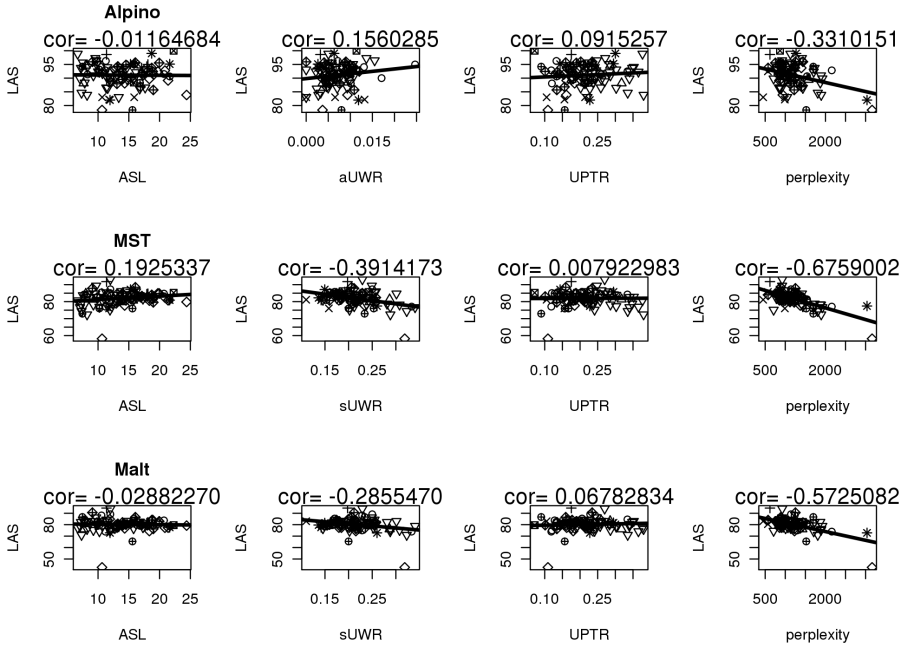 Alpino
cor= -0.01164684 cor= 0.1560285 cor= 0.0915257 cor= -0.3310151
LAS 80 95 LAS 80 95 LAS 80 95 LAS 80 95
10 15 20 25 0.000 0.015 0.10 0.25 500 2000
ASL aUWR UPTR perplexity
MST
cor= 0.1925337 cor= -0.3914173 cor= 0.007922983 cor= -0.6759002
LAS 60 80 LAS 60 80 LAS 60 80 LAS 60 80
10 15 20 25 0.15 0.25 0.10 0.25 500 2000
ASL sUWR UPTR perplexity
Malt
cor= -0.02882270 cor= -0.2855470 cor= 0.06782834 cor= -0.5725082
LAS 50 80 LAS 50 80 LAS 50 80 LAS 50 80
10 15 20 25 0.15 0.25 0.10 0.25 500 2000
ASL sUWR UPTR perplexity